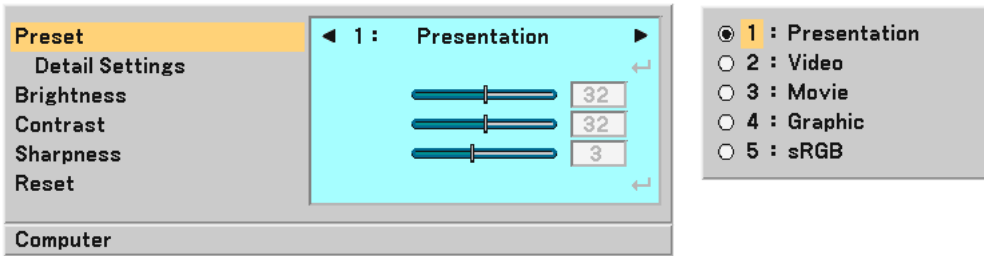 Preset ◀ 1 : Presentation ▶
Detail Settings
Brightness 32
Contrast 32
Sharpness 3
Reset
Computer
1 : Presentation
2 : Video
3 : Movie
4 : Graphic
5 : sRGB